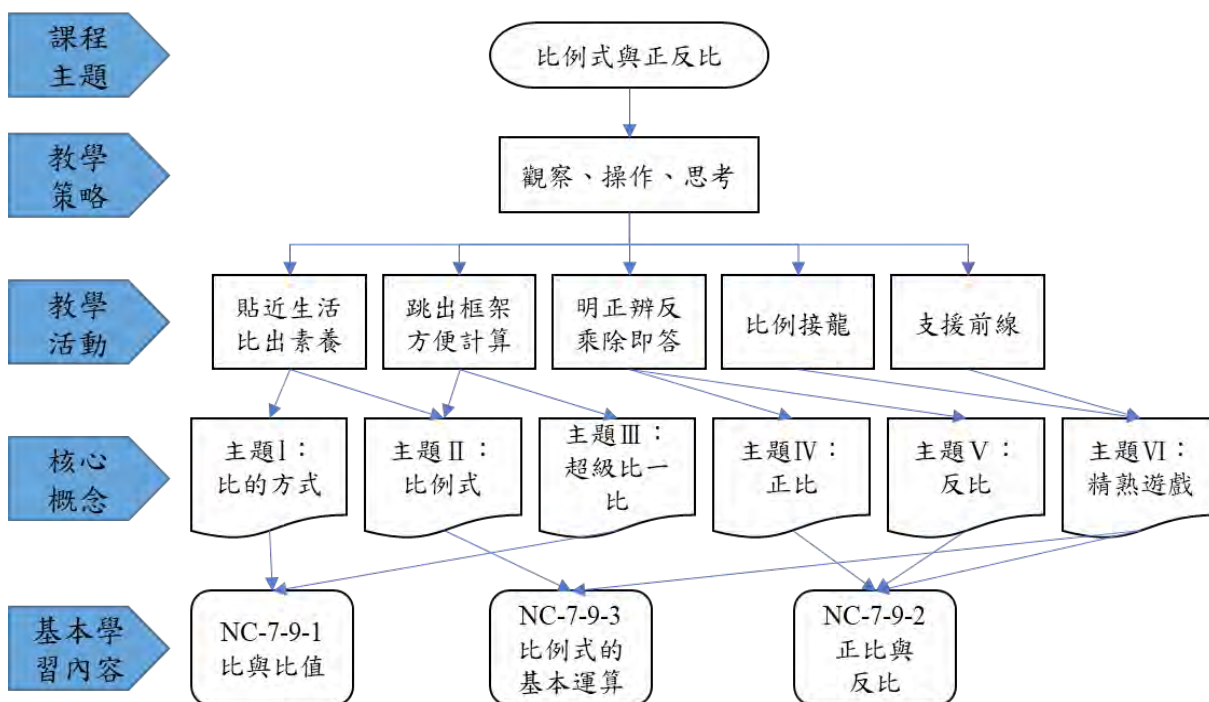 課程
主題
比例式與正反比
教學
策略
觀察、操作、思考
教學
活動
貼近生活
比出素養
跳出框架
方便計算
明正辨反
乘除即答
比例接龍
支援前線
核心
概念
主題Ⅰ：
比的方式
主題Ⅱ：
比例式
主題Ⅲ：
超級比一
比
主題Ⅳ：
正比
主題Ⅴ：
反比
主題Ⅵ：
精熟遊戲
基本學
習內容
NC-7-9-1
比與比值
NC-7-9-3
比例式的
基本運算
NC-7-9-2
正比與
反比